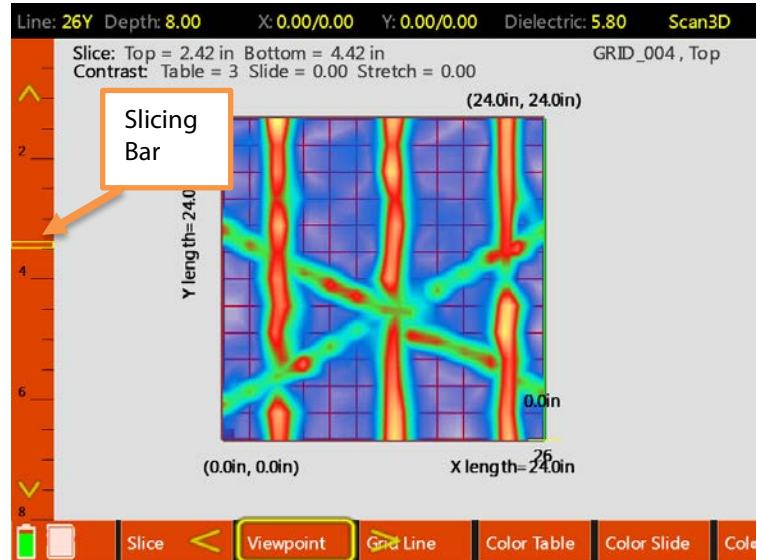 Line: 26Y Depth: 8.00 X: 0.00/0.00 Y: 0.00/0.00 Dielectric: 5.80 Scan3D
Slice: Top = 2.42 in Bottom = 4.42 in GRID_004 , Top
Contrast: Table = 3 Slide = 0.00 Stretch = 0.00
(24.0in, 24.0in)
Slicing
Bar
2
Y length= 24.0
4
6
0.0in
26
(0.0in, 0.0in) X length= 24.0in
8
Slice < Viewpoint > Grid Line Color Table Color Slide Col